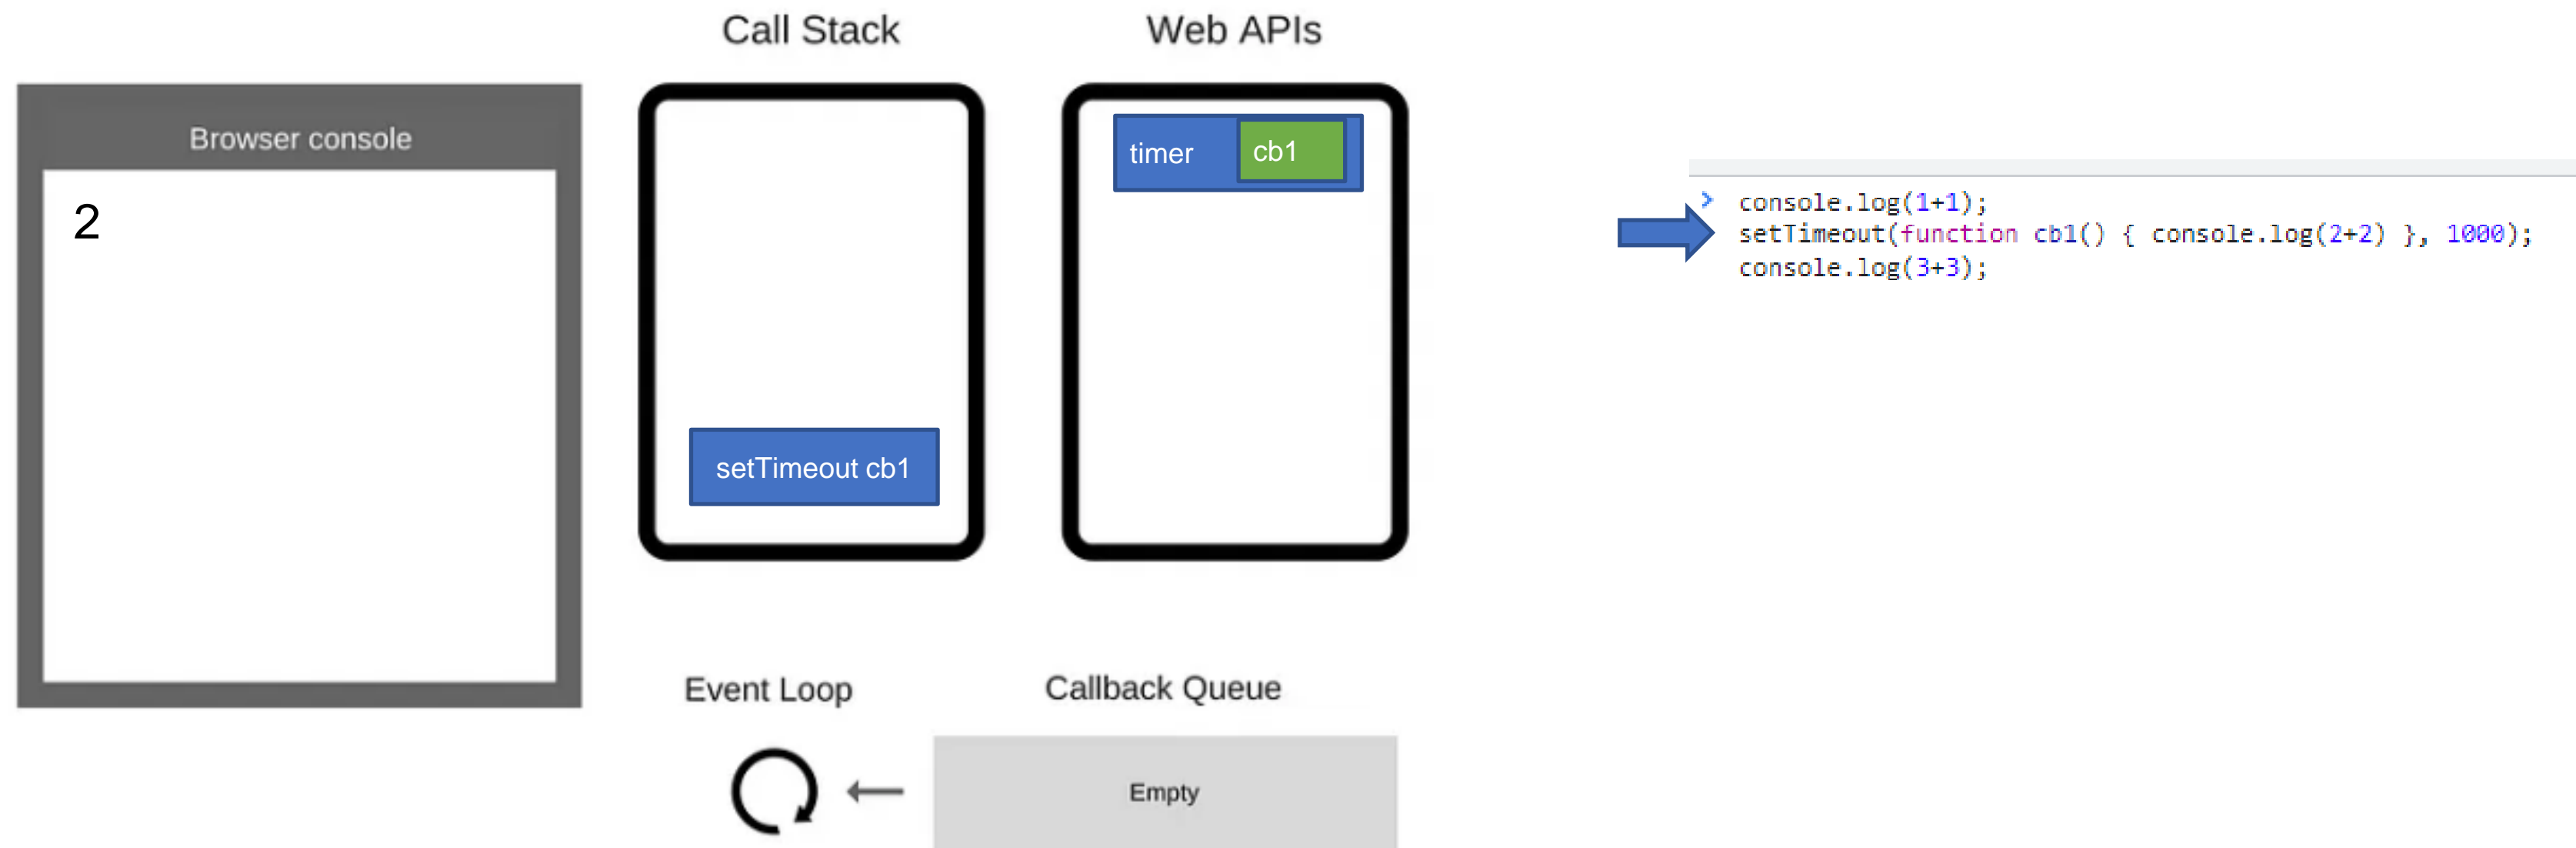 Call Stack
Web APIs
Browser console
2
timer
cb1
setTimeout cb1
> console.log(1+1);
setTimeout(function cb1() { console.log(2+2) }, 1000);
console.log(3+3);
Event Loop
Callback Queue
Empty